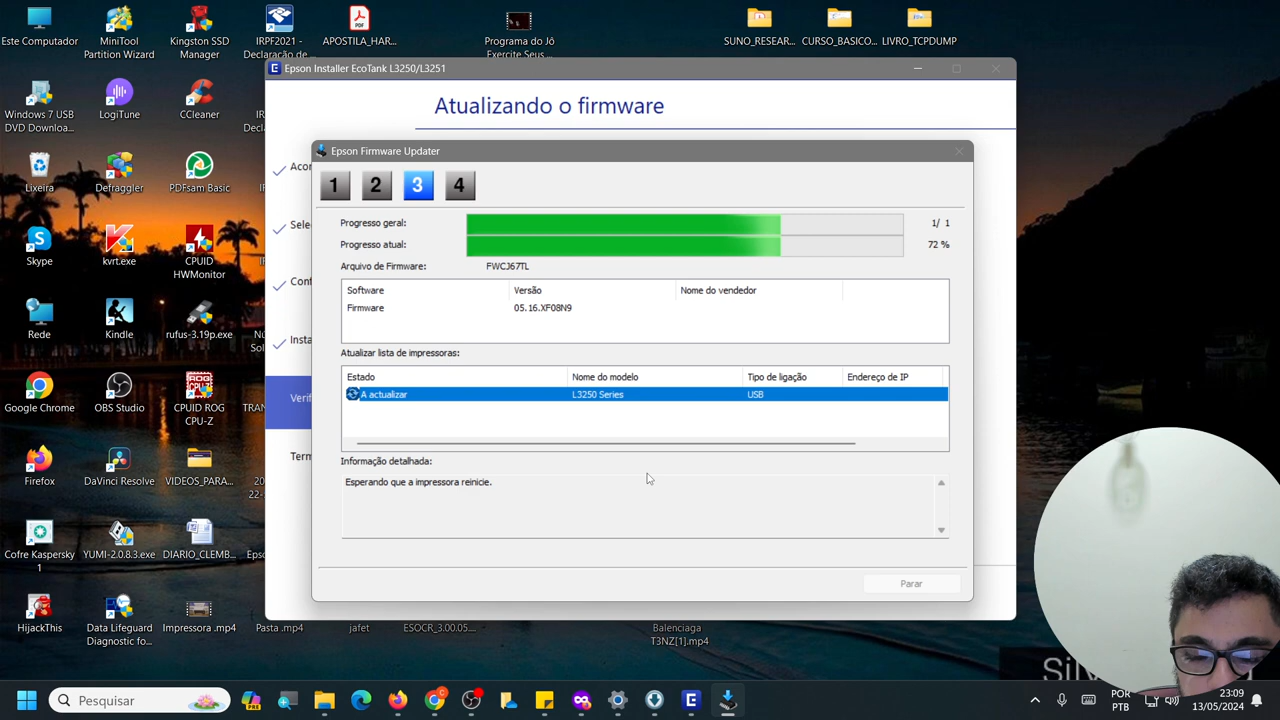 Este Computador
MiniTool
Partition Wizard
Kingston SSD
Manager
IRPF2021 -
Declaração de...
APOSTILA_HAR...
Programa do Jô
Exercite Seus ...
SUNO_RESEAR...
CURSO_BASICO...
LIVRO_TCPDUMP
Epson Installer EcoTank L3250/L3251
Atualizando o firmware
Windows 7 USB
DVD Downloa...
LogiTune
CCleaner
Epson Firmware Updater
1 2 3 4
Lixeira
Defraggler
PDFsam Basic
Progresso geral:
1/ 1
Progresso atual:
72 %
Arquivo de Firmware:
FWCJ67TL
Software
Versão
Nome do vendedor
Firmware
05.16.XF08N9
Skype
kvrt.exe
CPUID
HWMonitor
Atualizar lista de impressoras:
Estado
Nome do modelo
Tipo de ligação
Endereço de IP
A actualizar
L3250 Series
USB
Rede
Kindle
rufus-3.19p.exe
Google Chrome
OBS Studio
CPUID ROG
CPU-Z
Informação detalhada:
Esperando que a impressora reinicie.
Firefox
DaVinci Resolve
VIDEOS_PARA...
Cofre Kaspersky
1
YUMI-2.0.8.3.exe
DIARIO_CLEMB...
Parar
HijackThis
Data Lifeguard
Diagnostic fo...
Impressora .mp4
Pasta .mp4
jafet
ESOCR_3.00.05....
Balenciaga
T3NZ[1].mp4
Pesquisar
PRE
POR
PTB
23:09
13/05/2024